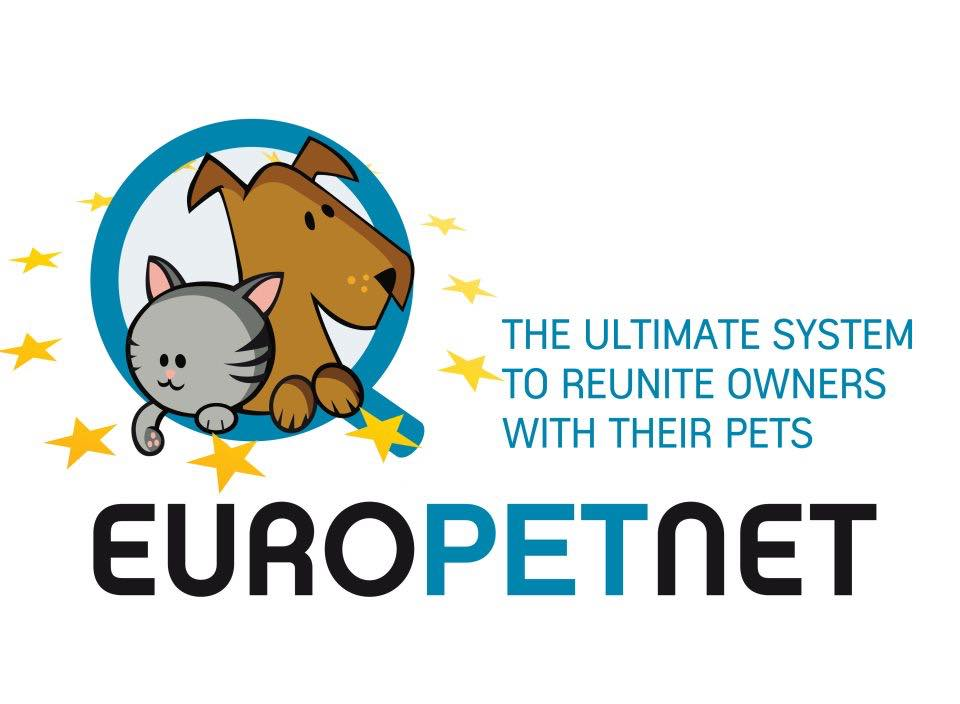 THE ULTIMATE SYSTEM
TO REUNITE OWNERS
WITH THEIR PETS
EUROPETNET